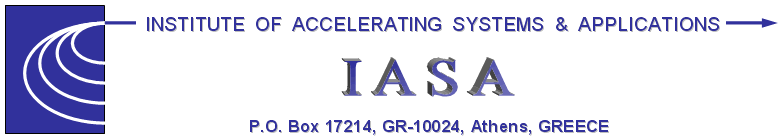 INSTITUTE OF ACCELERATING SYSTEMS & APPLICATIONS
IASA
P.O. Box 17214, GR-10024, Athens, GREECE